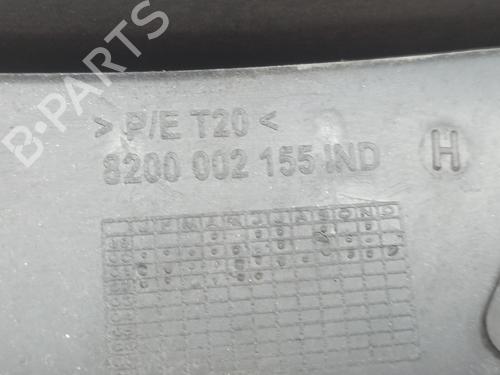 > P/E T20 <
8200 002 155 IND
H
J F M A M J J A S O N D
B-PARTS